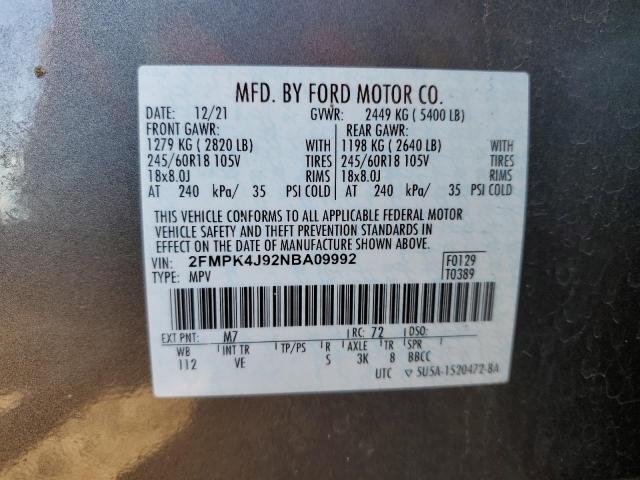 MFD. BY FORD MOTOR CO.
DATE: 12/21 GVWR: 2449 KG ( 5400 LB)
FRONT GAWR: REAR GAWR:
1279 KG ( 2820 LB) WITH 1198 KG ( 2640 LB) WITH
245/60R18 105V TIRES 245/60R18 105V TIRES
18x8.0J RIMS 18x8.0J RIMS
AT 240 kPa/ 35 PSI COLD AT 240 kPa/ 35 PSI COLD
THIS VEHICLE CONFORMS TO ALL APPLICABLE FEDERAL MOTOR
VEHICLE SAFETY AND THEFT PREVENTION STANDARDS IN
EFFECT ON THE DATE OF MANUFACTURE SHOWN ABOVE.
VIN: 2FMPK4J92NBA09992 F0129
TYPE: MPV T0389
EXT PNT: M7 RC: 72 DSO:
WB INT TR TP/PS R AXLE TR SPR
112 VE S 3K 8 BBCC
UTC ▽ 5U5A-1520472-8A